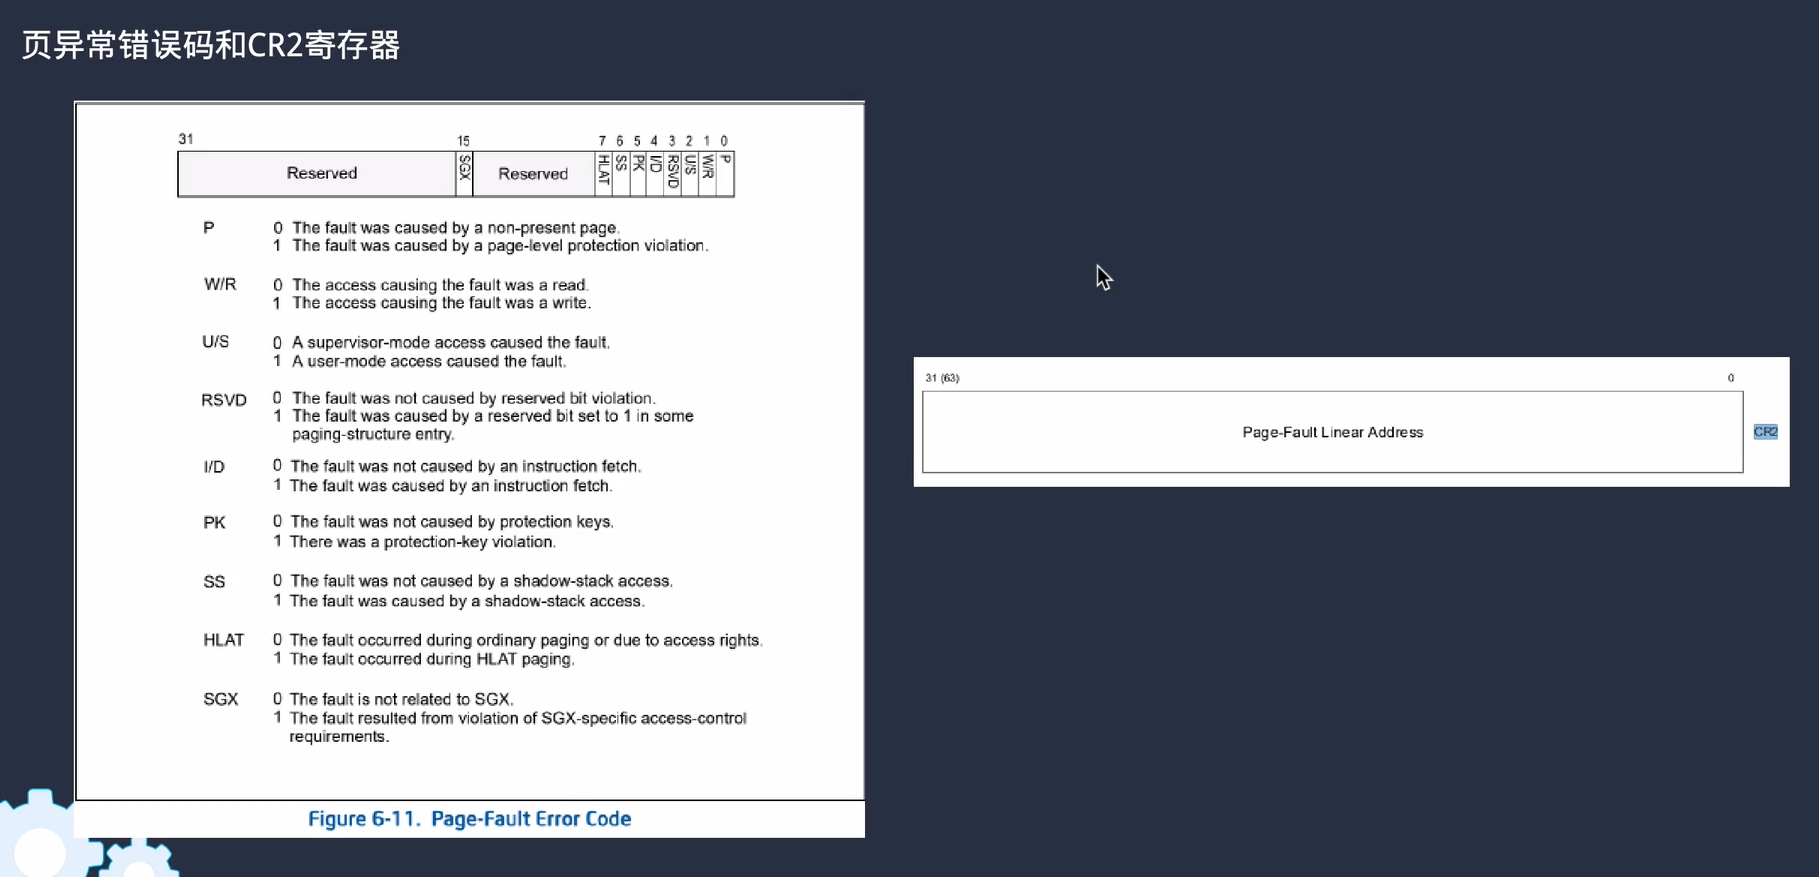 页异常错误码和CR2寄存器
31 15 7 6 5 4 3 2 1 0
Reserved SGX Reserved HLAT SS PK I/D RSVD U/S W/R P
P 0 The fault was caused by a non-present page.
1 The fault was caused by a page-level protection violation.
W/R 0 The access causing the fault was a read.
1 The access causing the fault was a write.
U/S 0 A supervisor-mode access caused the fault.
1 A user-mode access caused the fault.
RSVD 0 The fault was not caused by reserved bit violation.
1 The fault was caused by a reserved bit set to 1 in some
paging-structure entry.
I/D 0 The fault was not caused by an instruction fetch.
1 The fault was caused by an instruction fetch.
PK 0 The fault was not caused by protection keys.
1 There was a protection-key violation.
SS 0 The fault was not caused by a shadow-stack access.
1 The fault was caused by a shadow-stack access.
HLAT 0 The fault occurred during ordinary paging or due to access rights.
1 The fault occurred during HLAT paging.
SGX 0 The fault is not related to SGX.
1 The fault resulted from violation of SGX-specific access-control
requirements.
Figure 6-11. Page-Fault Error Code
31 (63) 0
Page-Fault Linear Address CR2